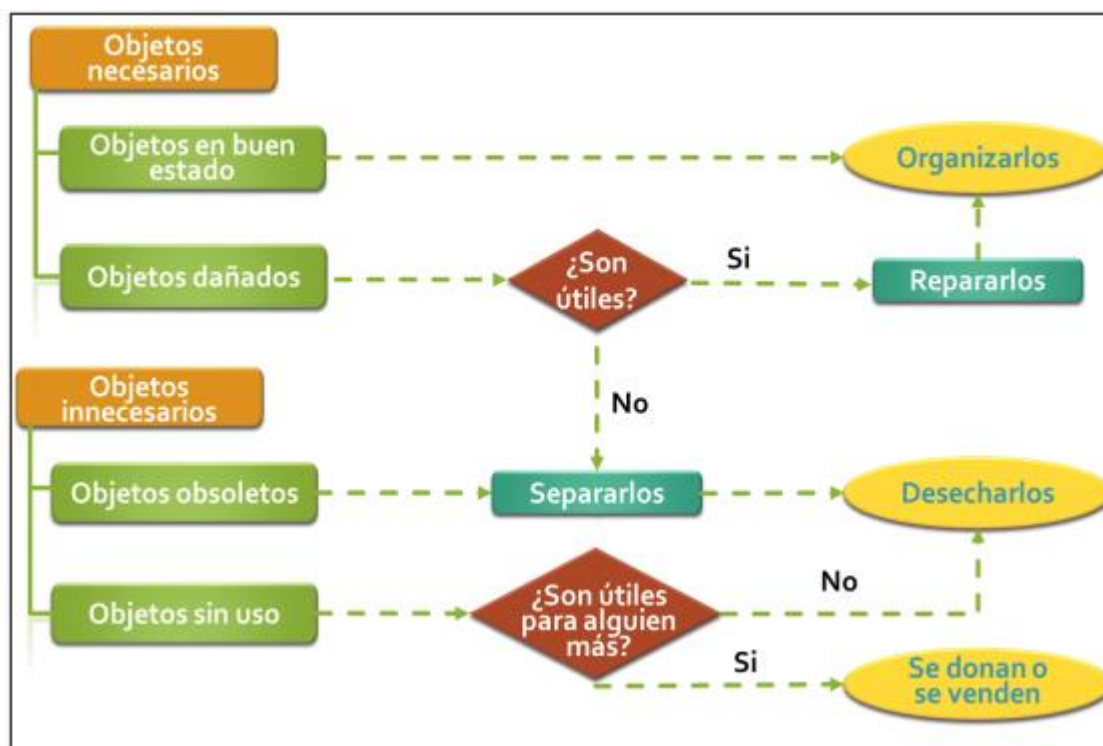 Objetos
necesarios
Objetos en buen
estado
Organizarlos
Objetos dañados
¿Son
útiles?
Si
Repararlos
No
Objetos
innecesarios
Objetos obsoletos
Separarlos
Desecharlos
Objetos sin uso
¿Son útiles
para alguien
más?
No
Si
Se donan o
se venden